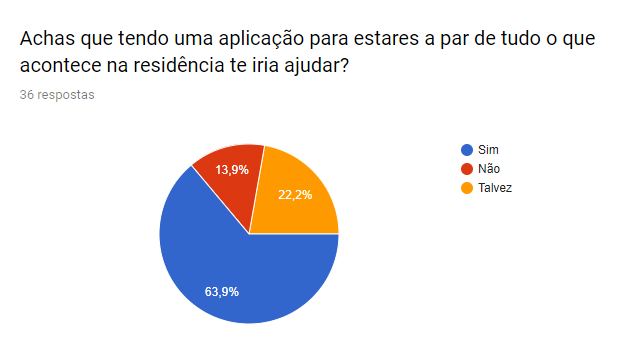 Achas que tendo uma aplicação para estares a par de tudo o que
acontece na residência te iria ajudar?
36 respostas
Sim
Não
Talvez
13,9%
22,2%
63,9%